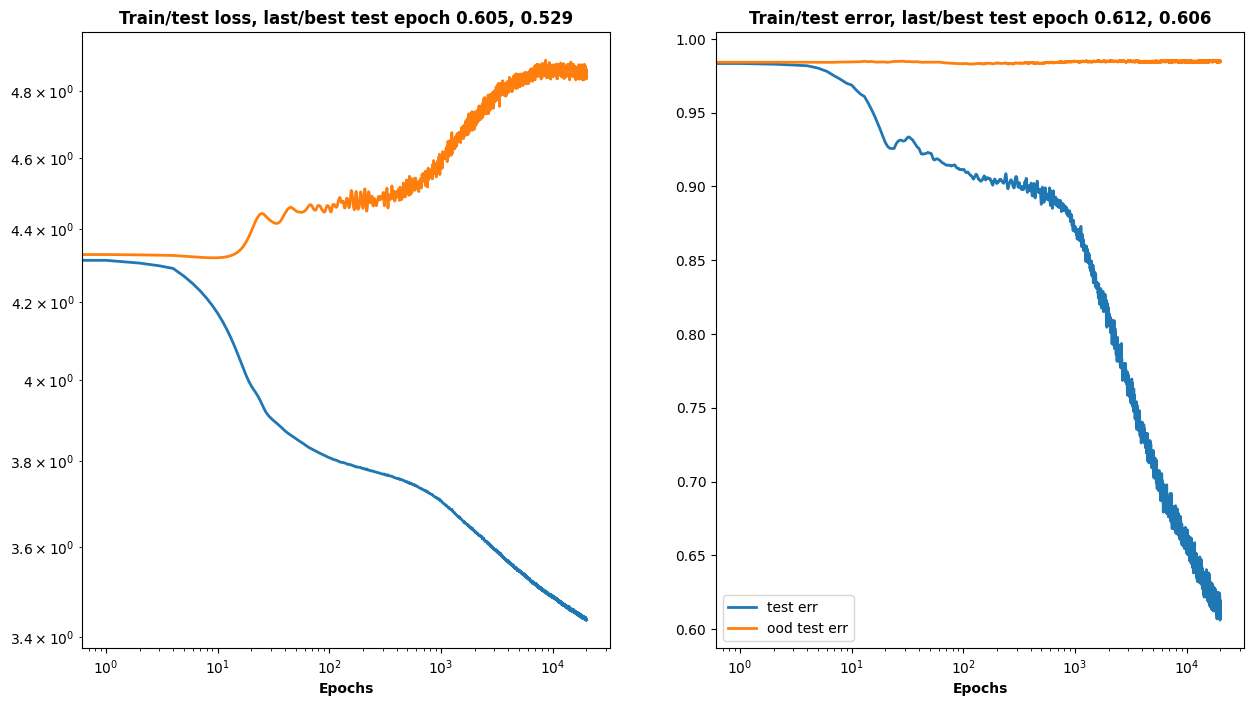 Train/test loss, last/best test epoch 0.605, 0.529
4.8 × 10⁰
4.6 × 10⁰
4.4 × 10⁰
4.2 × 10⁰
4 × 10⁰
3.8 × 10⁰
3.6 × 10⁰
3.4 × 10⁰
10⁰ 10¹ 10² 10³ 10⁴
Epochs
Train/test error, last/best test epoch 0.612, 0.606
1.00
0.95
0.90
0.85
0.80
0.75
0.70
0.65
0.60
test err
ood test err
10⁰ 10¹ 10² 10³ 10⁴
Epochs